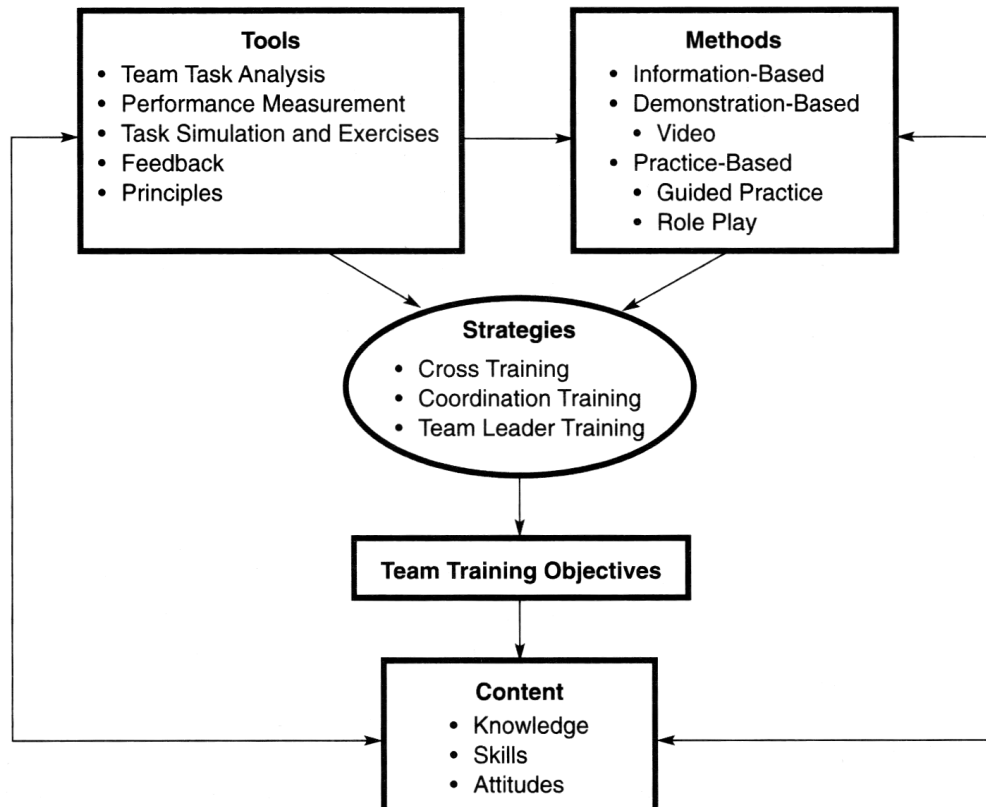 Tools
• Team Task Analysis
• Performance Measurement
• Task Simulation and Exercises
• Feedback
• Principles
Methods
• Information-Based
• Demonstration-Based
• Video
• Practice-Based
• Guided Practice
• Role Play
Strategies
• Cross Training
• Coordination Training
• Team Leader Training
Team Training Objectives
Content
• Knowledge
• Skills
• Attitudes